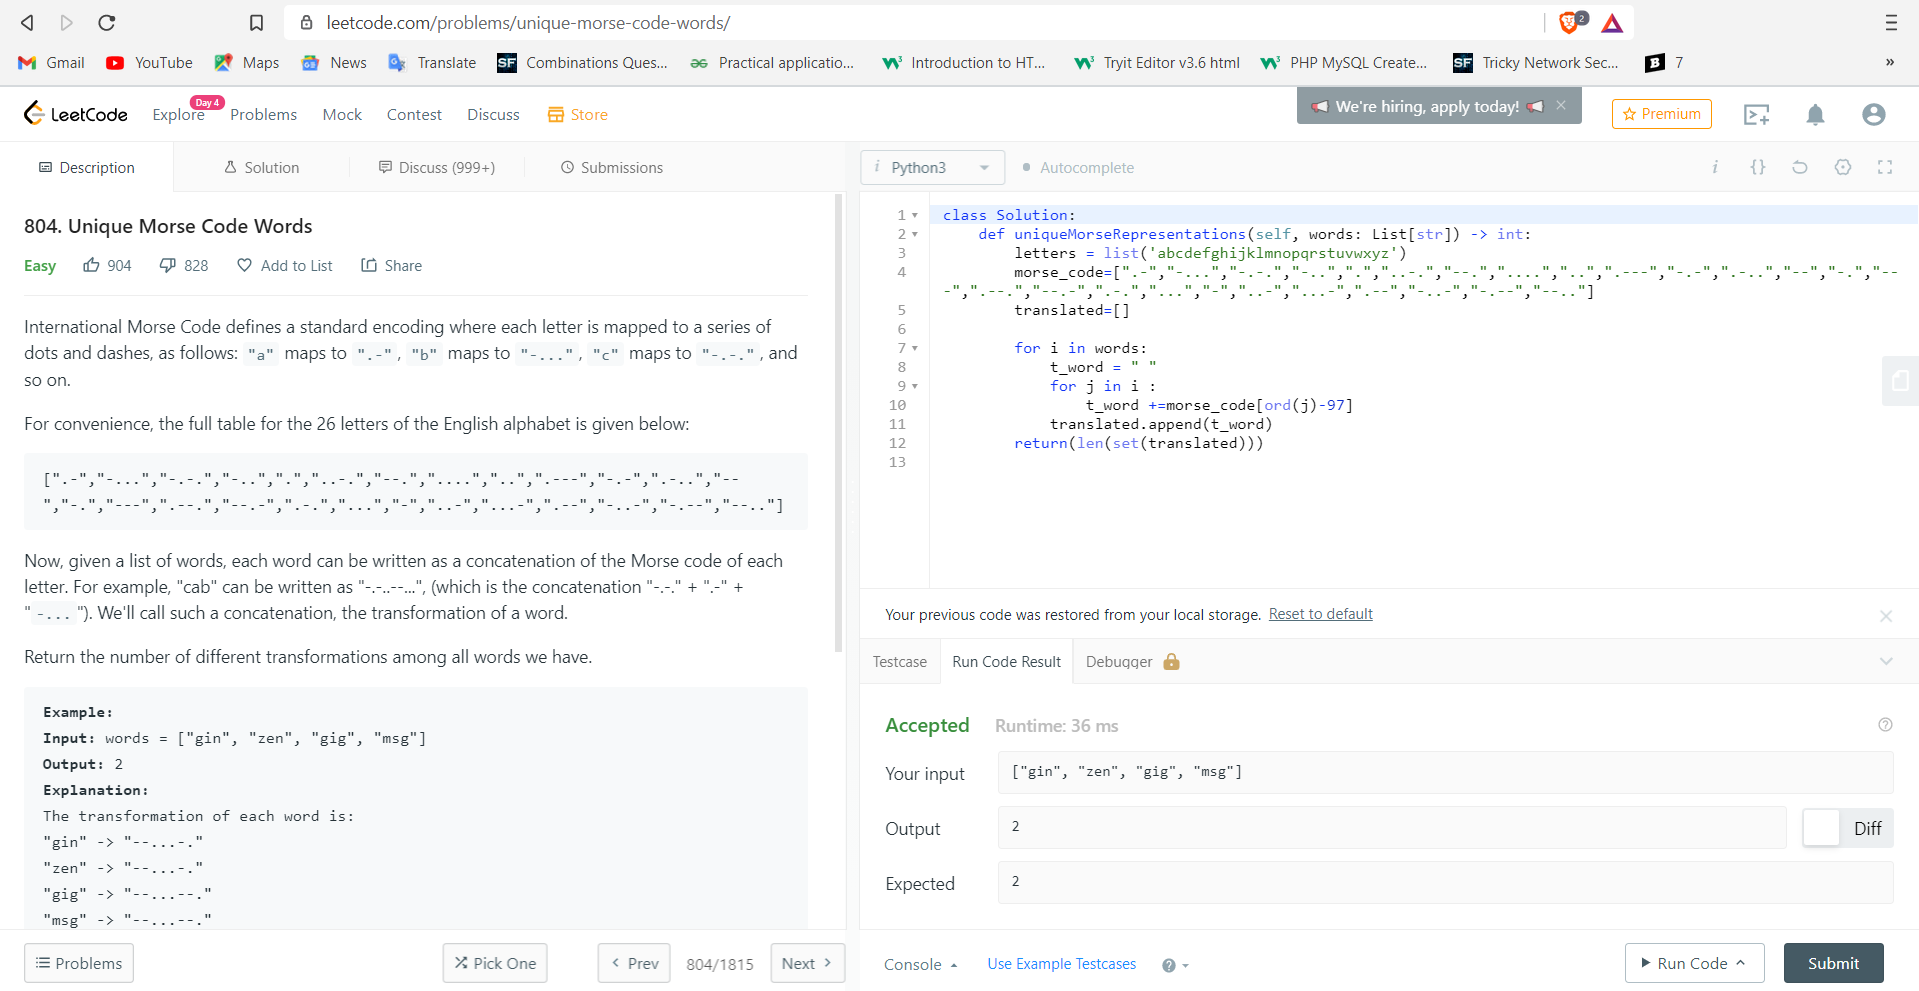 leetcode.com/problems/unique-morse-code-words/
2
Gmail YouTube Maps News Translate SF Combinations Ques... Practical applicatio... Introduction to HT... Tryit Editor v3.6 html PHP MySQL Create... SF Tricky Network Sec... B 7 »
LeetCode Explore Day 4 Problems Mock Contest Discuss Store We're hiring, apply today! × Premium
Description Solution Discuss (999+) Submissions
804. Unique Morse Code Words
Easy 904 828 Add to List Share
International Morse Code defines a standard encoding where each letter is mapped to a series of
dots and dashes, as follows: "a" maps to ".-", "b" maps to "-...", "c" maps to "-.-.", and
so on.
For convenience, the full table for the 26 letters of the English alphabet is given below:
[".-","-...","-.-.","-..",".","..-.","--.","....","..",".---","-.-",".-..","--
","-.","---",".--.","--.-",".-.","...","-","..-","...-",".--","-..-","-.--","--.."]
Now, given a list of words, each word can be written as a concatenation of the Morse code of each
letter. For example, "cab" can be written as "-.-..--...", (which is the concatenation "-.-." + ".-" +
"-..."). We'll call such a concatenation, the transformation of a word.
Return the number of different transformations among all words we have.
Example:
Input: words = ["gin", "zen", "gig", "msg"]
Output: 2
Explanation:
The transformation of each word is:
"gin" -> "--...-."
"zen" -> "--...-."
"gig" -> "--...--."
"msg" -> "--...--."
Problems Pick One Prev 804/1815 Next
i Python3 Autocomplete i {}
1 class Solution:
2 def uniqueMorseRepresentations(self, words: List[str]) -> int:
3 letters = list('abcdefghijklmnopqrstuvwxyz')
4 morse_code=[".-","-...","-.-.","-..",".","..-.","--.","....","..",".---","-.-",".-..","--","-.","--
-",".--.","--.-",".-.","...","-","..-","...-",".--","-..-","-.--","--.."]
5 translated=[]
6
7 for i in words:
8 t_word = " "
9 for j in i :
10 t_word +=morse_code[ord(j)-97]
11 translated.append(t_word)
12 return(len(set(translated)))
13
Your previous code was restored from your local storage. Reset to default
Testcase Run Code Result Debugger
Accepted Runtime: 36 ms
Your input ["gin", "zen", "gig", "msg"]
Output 2 Diff
Expected 2
Console Use Example Testcases Run Code Submit